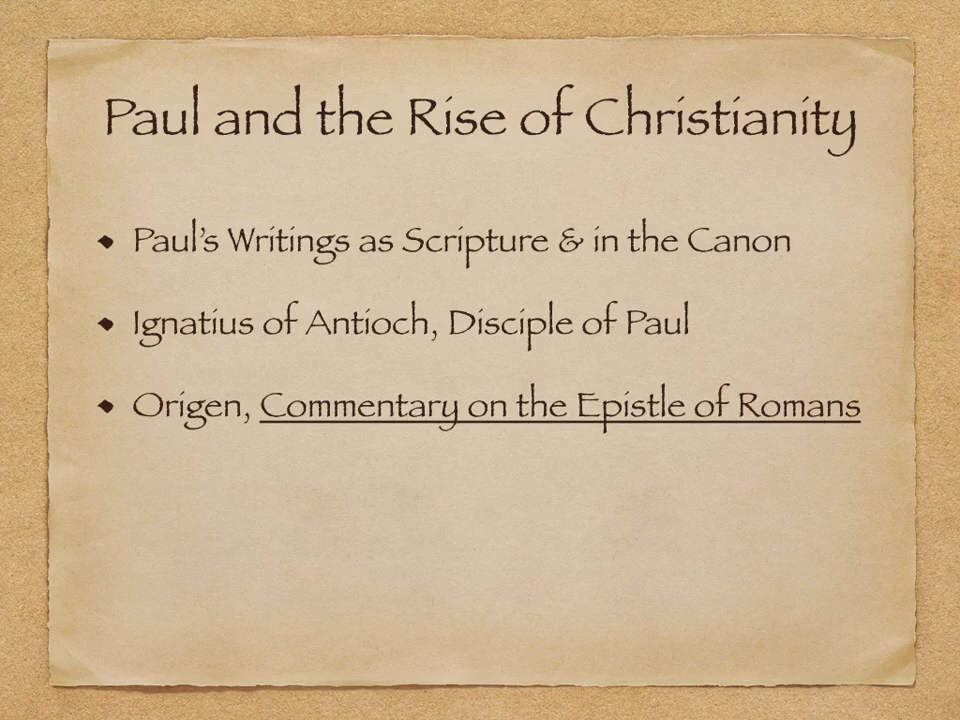 Paul and the Rise of Christianity
Paul's Writings as Scripture & in the Canon
Ignatius of Antioch, Disciple of Paul
Origen, Commentary on the Epistle of Romans